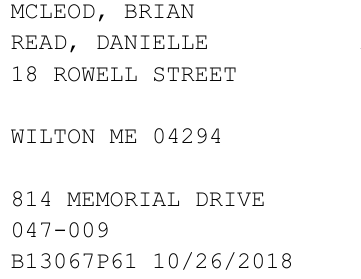 MCLEOD, BRIAN
READ, DANIELLE
18 ROWELL STREET
WILTON ME 04294
814 MEMORIAL DRIVE
047-009
B13067P61 10/26/2018